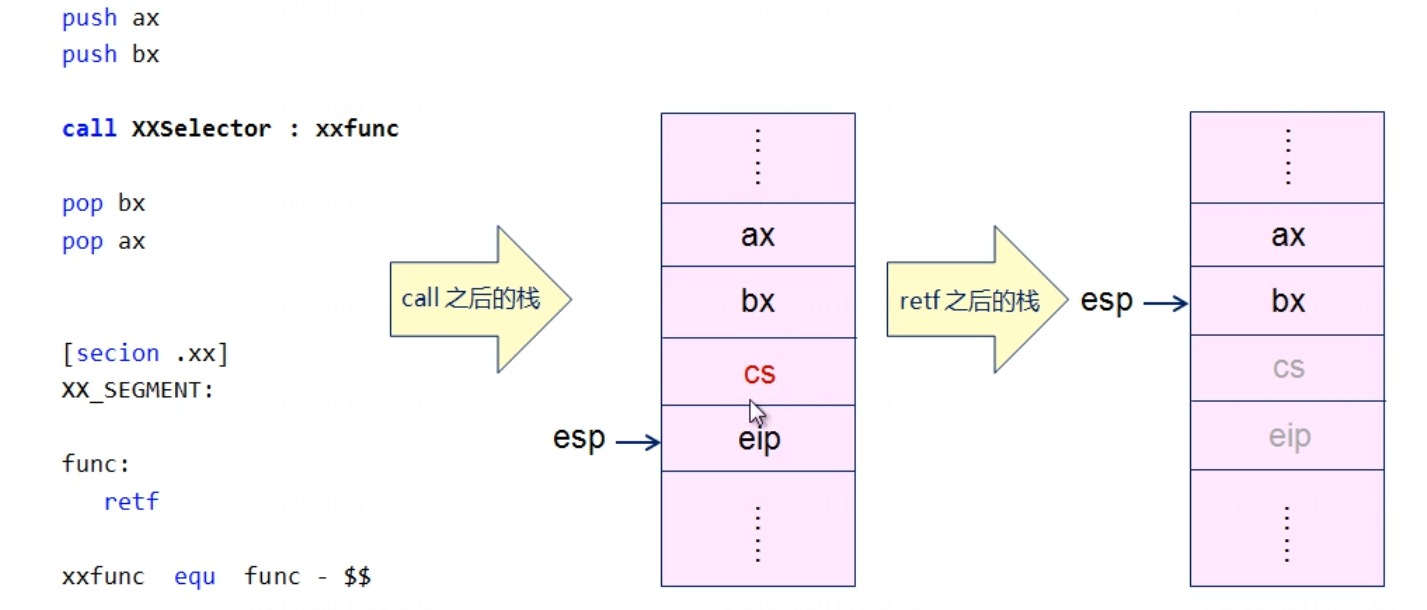 push ax
push bx
call XXSelector : xxfunc
pop bx
pop ax
[secion .xx]
XX_SEGMENT:
func:
retf
xxfunc equ func - $$
call 之后的栈
ax
bx
cs
esp
eip
retf 之后的栈
esp
ax
bx
cs
eip